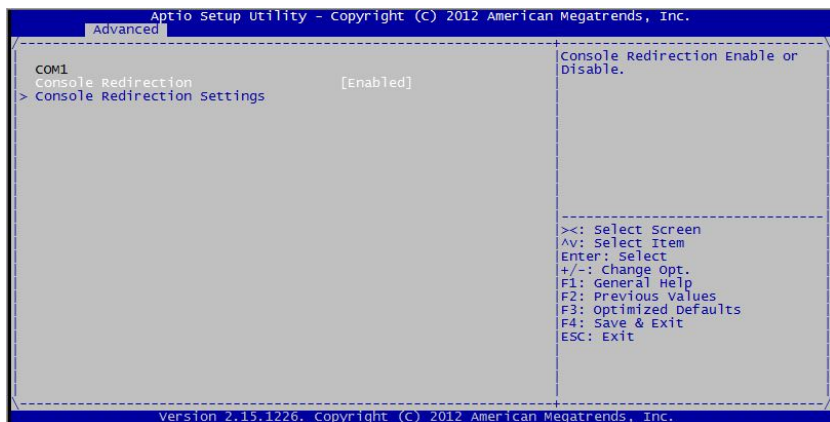 Aptio Setup Utility - Copyright (C) 2012 American Megatrends, Inc.
Advanced
COM1
Console Redirection [Enabled]
> Console Redirection Settings
Console Redirection Enable or
Disable.
><: Select Screen
^v: Select Item
Enter: Select
+/-: Change Opt.
F1: General Help
F2: Previous Values
F3: Optimized Defaults
F4: Save & Exit
ESC: Exit
Version 2.15.1226. Copyright (C) 2012 American Megatrends, Inc.